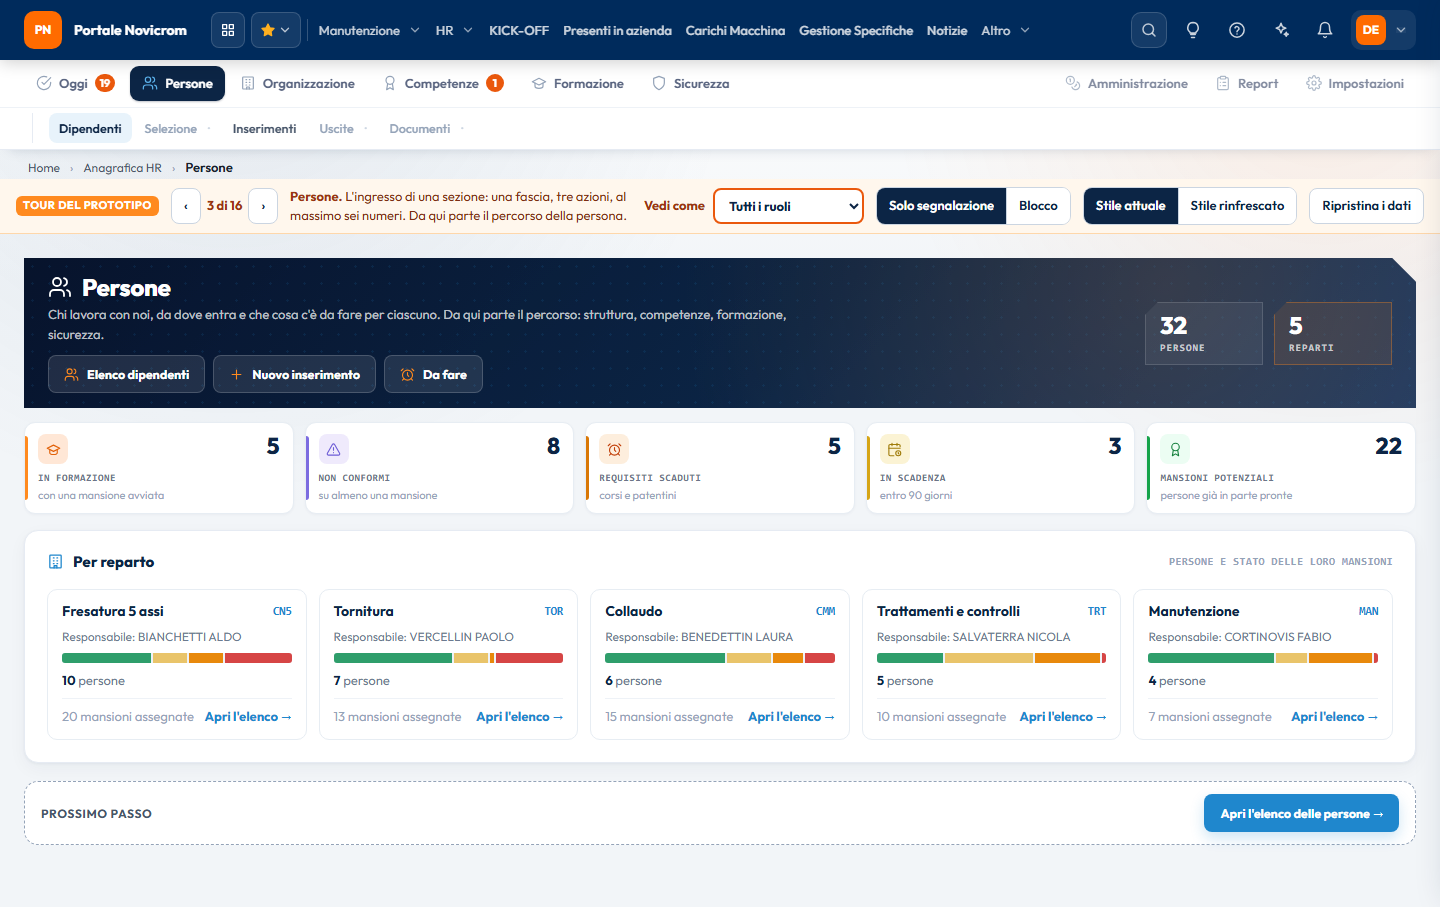 PN Portale Novicrom Manutenzione HR KICK-OFF Presenti in azienda Carichi Macchina Gestione Specifiche Notizie Altro DE
Oggi 19 Persone Organizzazione Competenze 1 Formazione Sicurezza Amministrazione Report Impostazioni
Dipendenti Selezione · Inserimenti Uscite · Documenti ·
Home › Anagrafica HR › Persone
TOUR DEL PROTOTIPO ‹ 3 di 16 › Persone. L'ingresso di una sezione: una fascia, tre azioni, al
massimo sei numeri. Da qui parte il percorso della persona.
Vedi come Tutti i ruoli Solo segnalazione Blocco Stile attuale Stile rinfrescato Ripristina i dati
Persone
Chi lavora con noi, da dove entra e che cosa c'è da fare per ciascuno. Da qui parte il percorso: struttura, competenze, formazione,
sicurezza.
Elenco dipendenti Nuovo inserimento Da fare
32
PERSONE
5
REPARTI
5
IN FORMAZIONE
con una mansione avviata
8
NON CONFORMI
su almeno una mansione
5
REQUISITI SCADUTI
corsi e patentini
3
IN SCADENZA
entro 90 giorni
22
MANSIONI POTENZIALI
persone già in parte pronte
Per reparto PERSONE E STATO DELLE LORO MANSIONI
Fresatura 5 assi CN5
Responsabile: BIANCHETTI ALDO
10 persone
20 mansioni assegnate Apri l'elenco →
Tornitura TOR
Responsabile: VERCELLIN PAOLO
7 persone
13 mansioni assegnate Apri l'elenco →
Collaudo CMM
Responsabile: BENEDETTIN LAURA
6 persone
15 mansioni assegnate Apri l'elenco →
Trattamenti e controlli TRT
Responsabile: SALVATERRA NICOLA
5 persone
10 mansioni assegnate Apri l'elenco →
Manutenzione MAN
Responsabile: CORTINOVIS FABIO
4 persone
7 mansioni assegnate Apri l'elenco →
PROSSIMO PASSO Apri l'elenco delle persone →